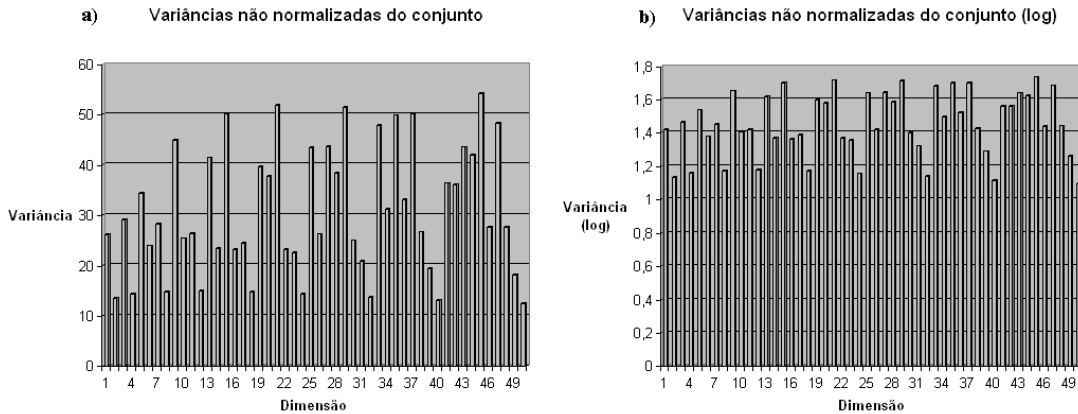 a) Variâncias não normalizadas do conjunto
60
50
40
30
20
10
0
Variância
1 4 7 10 13 16 19 22 25 28 31 34 37 40 43 46 49
Dimensão
b) Variâncias não normalizadas do conjunto (log)
1,8
1,6
1,4
1,2
1
0,8
0,6
0,4
0,2
0
Variância
(log)
1 4 7 10 13 16 19 22 25 28 31 34 37 40 43 46 49
Dimensão